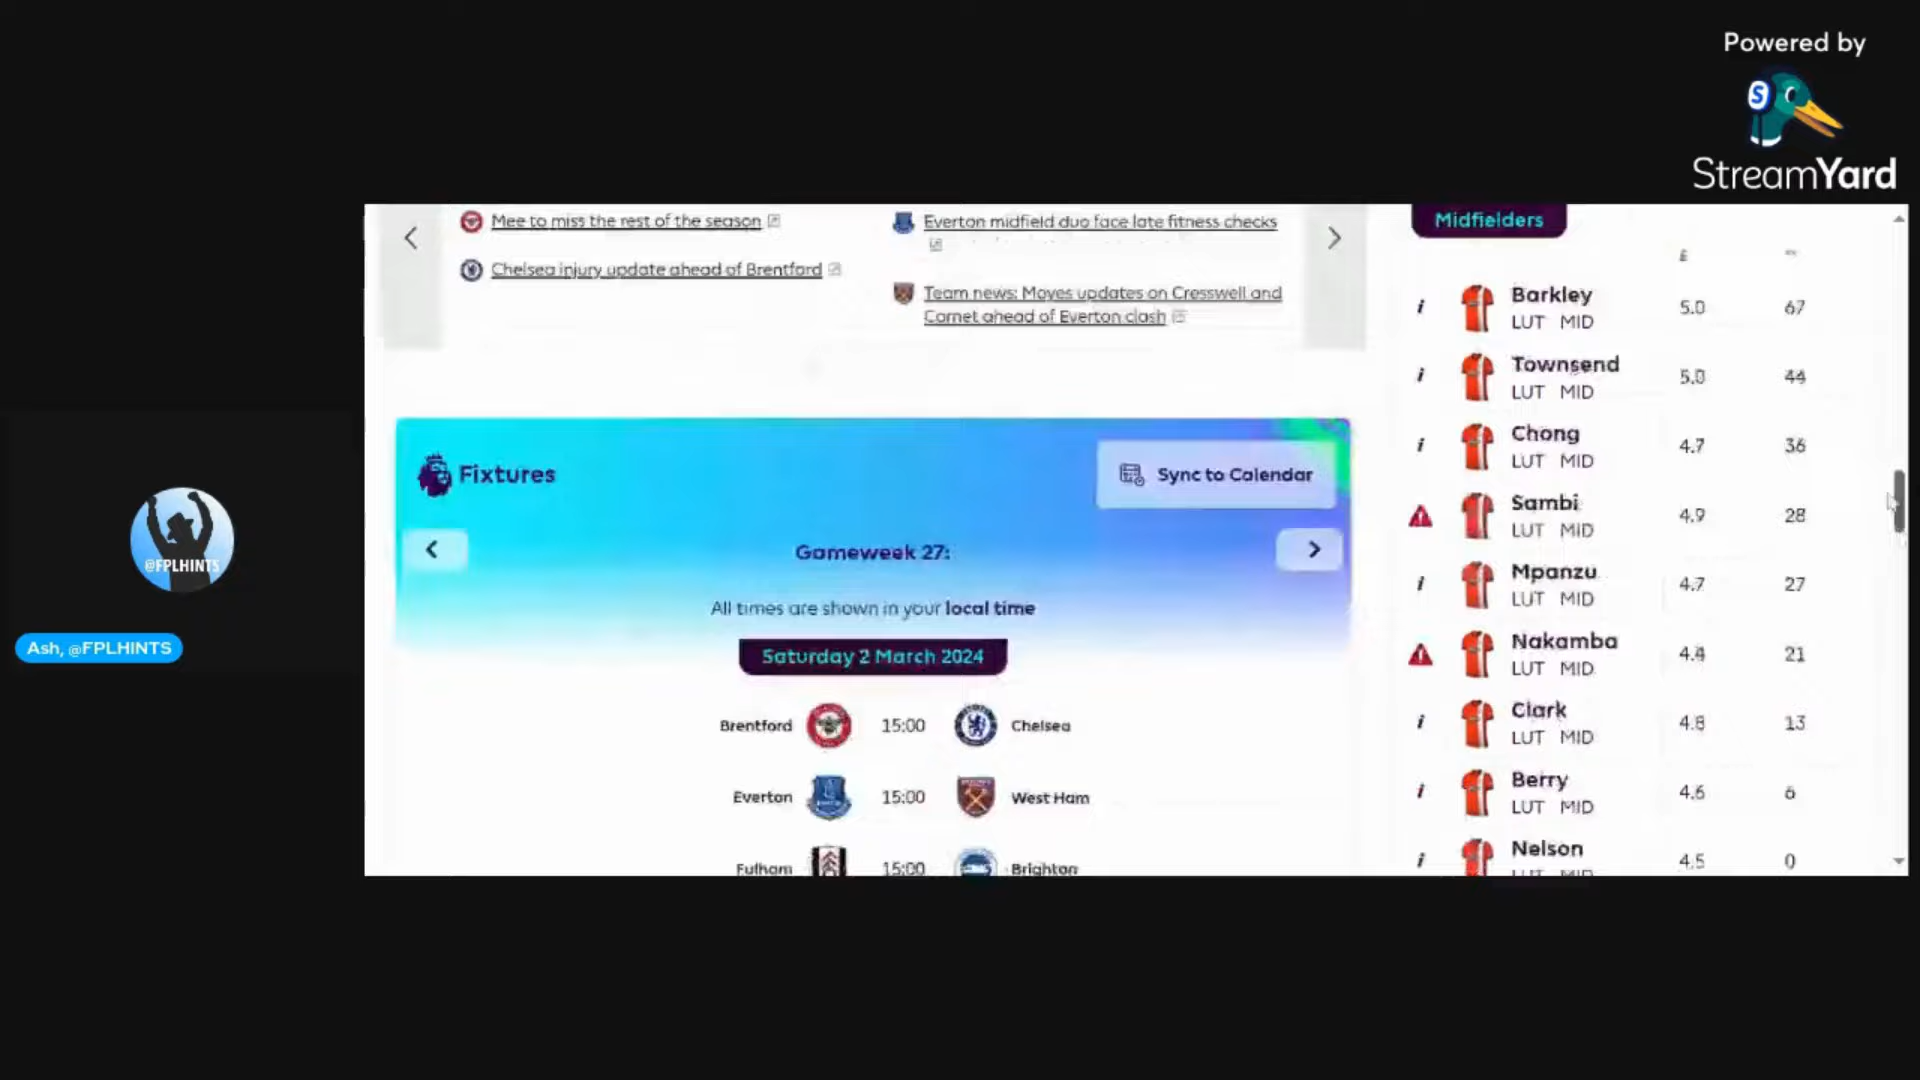 Powered by
StreamYard
Mee to miss the rest of the season
Chelsea injury update ahead of Brentford
Everton midfield duo face late fitness checks
Team news: Moyes updates on Cresswell and
Cornet ahead of Everton clash
Fixtures
Sync to Calendar
Gameweek 27:
All times are shown in your local time
Saturday 2 March 2024
Brentford 15:00 Chelsea
Everton 15:00 West Ham
Fulham 15:00 Brighton
Midfielders
£
Barkley
LUT MID 5.0 67
Townsend
LUT MID 5.0 44
Chong
LUT MID 4.7 36
Sambi
LUT MID 4.9 28
Mpanzu
LUT MID 4.7 27
Nakamba
LUT MID 4.4 21
Clark
LUT MID 4.8 13
Berry
LUT MID 4.6 6
Nelson
LUT MID 4.5 0
@FPLHINTS
Ash, @FPLHINTS